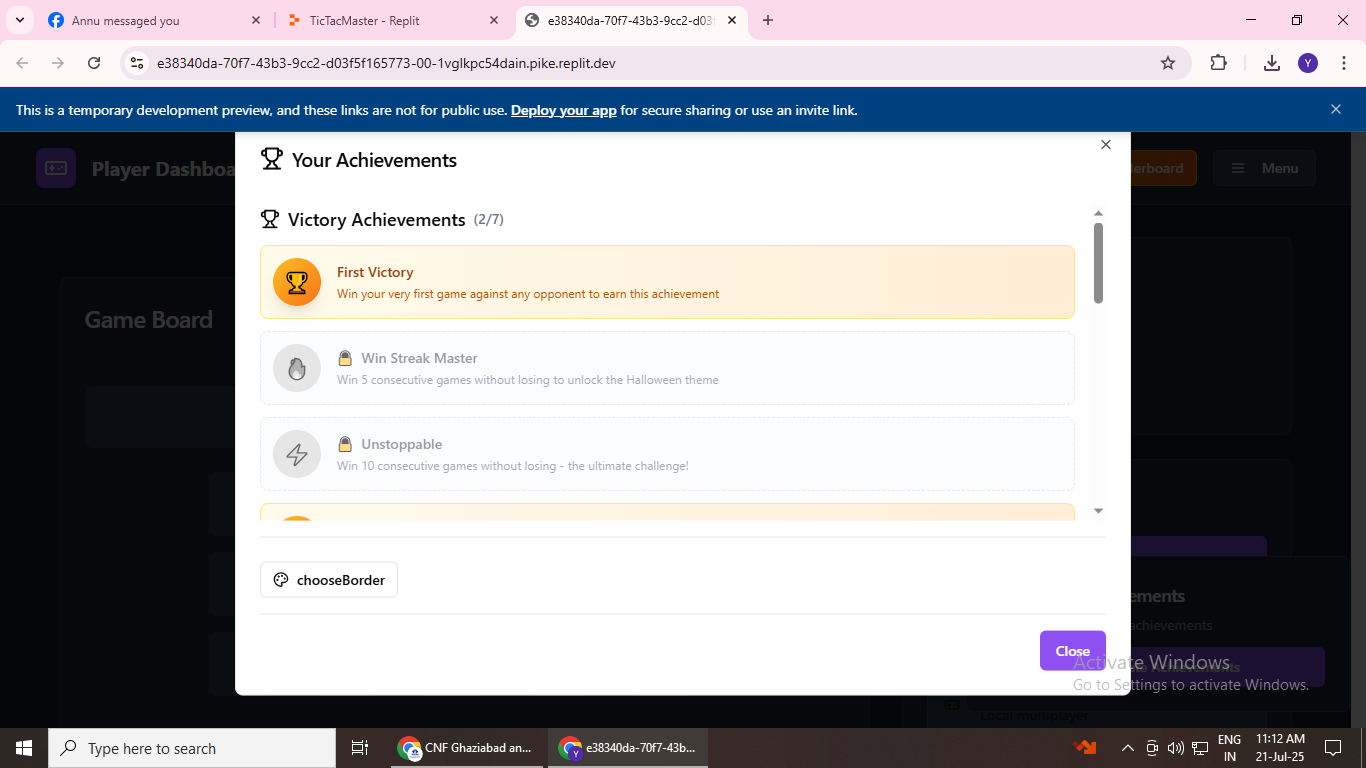 Annu messaged you
TicTacMaster - Replit
e38340da-70f7-43b3-9cc2-d03f
e38340da-70f7-43b3-9cc2-d03f5f165773-00-1vglkpc54dain.pike.replit.dev
Y
This is a temporary development preview, and these links are not for public use. Deploy your app for secure sharing or use an invite link.
Player Dashboa
erboard
Menu
Your Achievements
Victory Achievements (2/7)
First Victory
Win your very first game against any opponent to earn this achievement
Game Board
Win Streak Master
Win 5 consecutive games without losing to unlock the Halloween theme
Unstoppable
Win 10 consecutive games without losing - the ultimate challenge!
chooseBorder
ements
achievements
Close
Achievements
Activate Windows
Go to Settings to activate Windows.
Local multiplayer
Type here to search
CNF Ghaziabad an...
e38340da-70f7-43b...
ENG
IN
11:12 AM
21-Jul-25